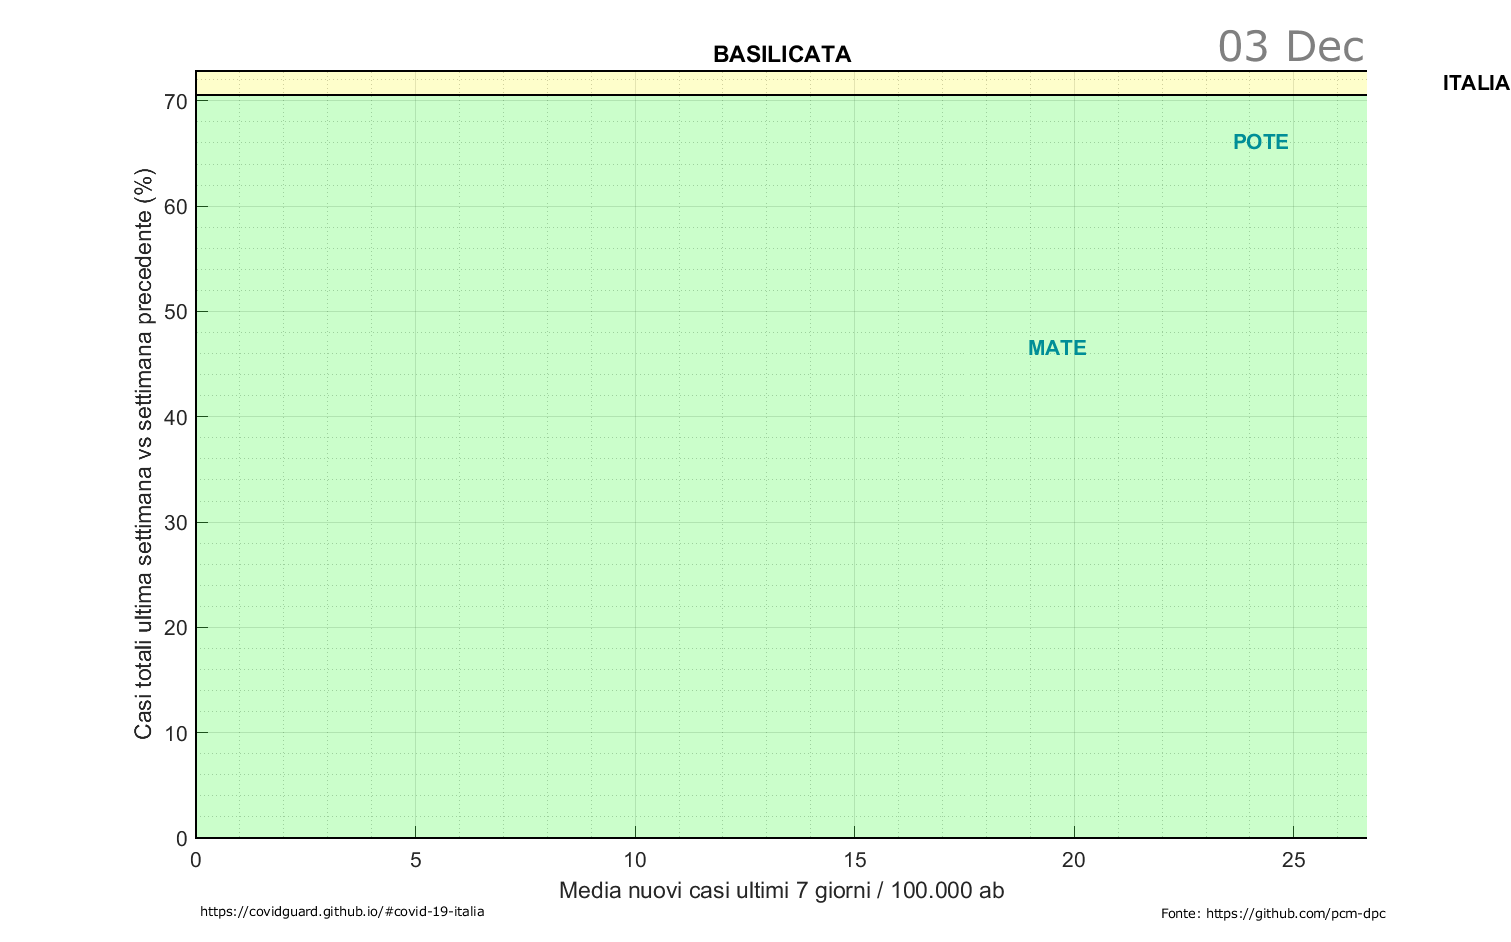 BASILICATA
03 Dec
ITALIA
70
60
50
40
30
20
10
0
Casi totali ultima settimana vs settimana precedente (%)
POTE
MATE
0 5 10 15 20 25
Media nuovi casi ultimi 7 giorni / 100.000 ab
https://covidguard.github.io/#covid-19-italia
Fonte: https://github.com/pcm-dpc